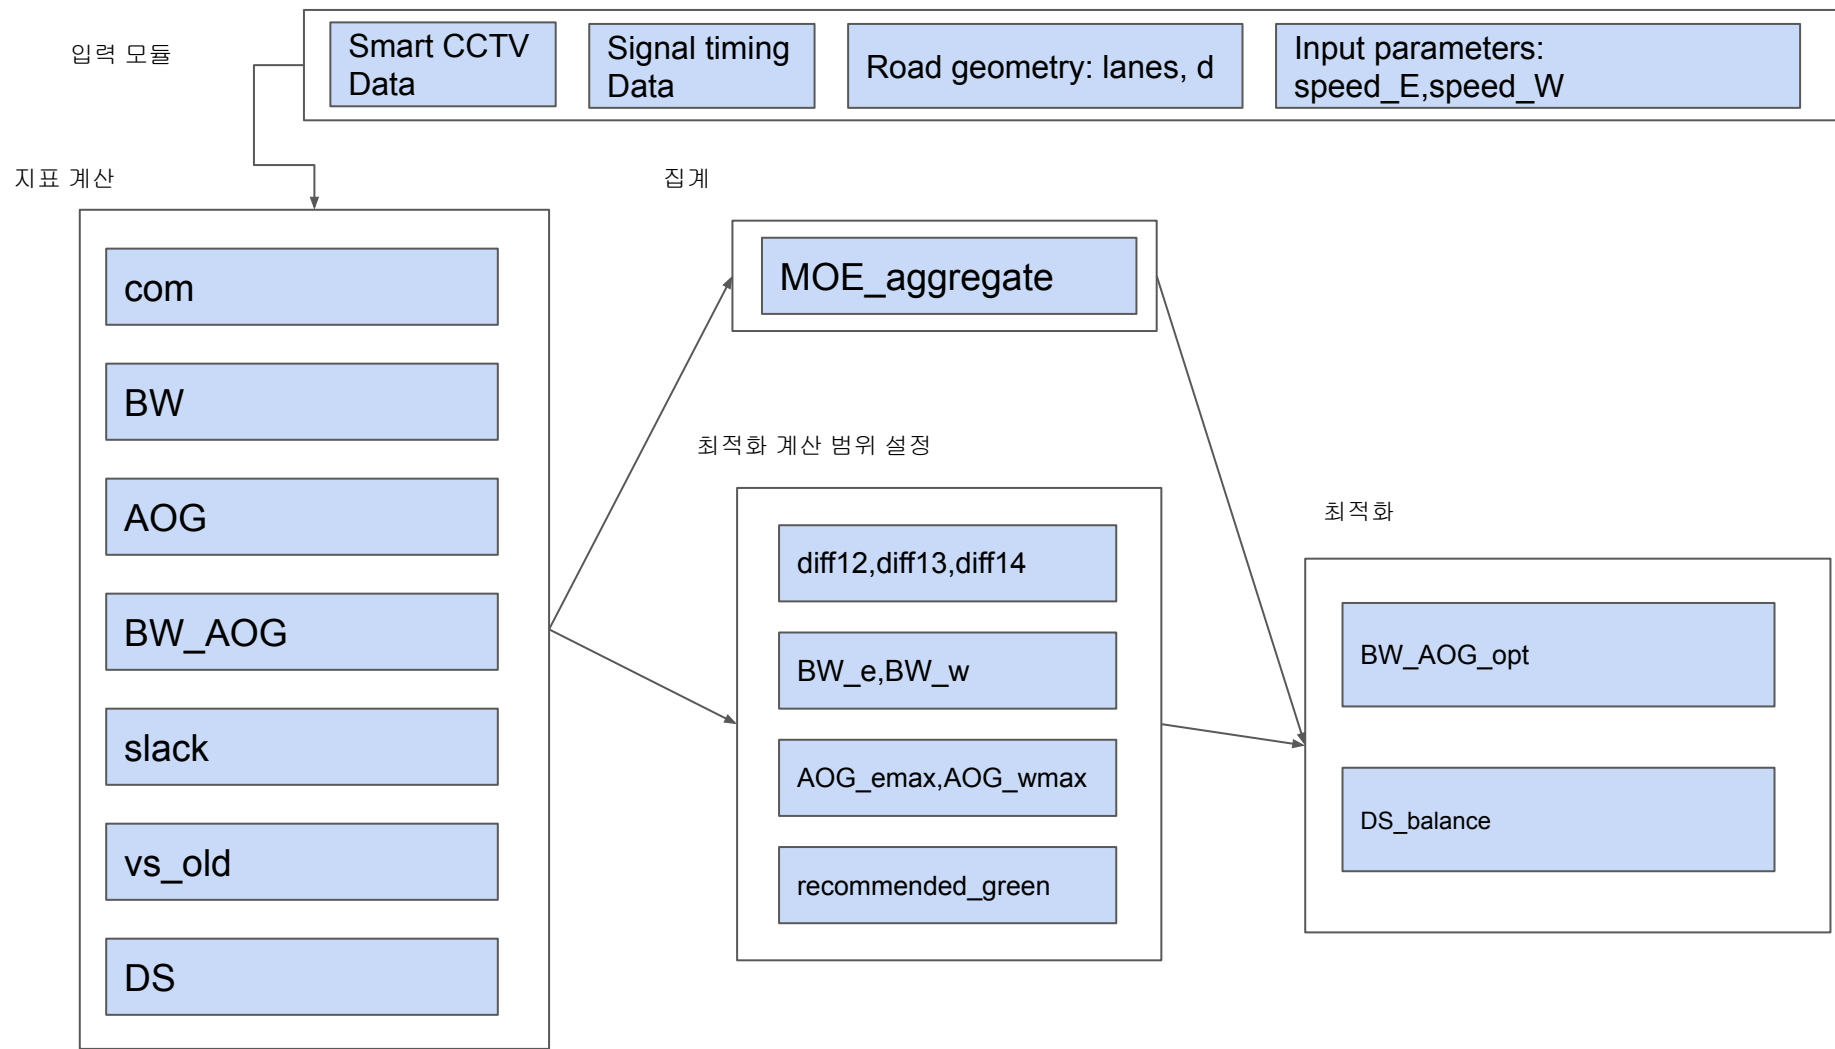 입력 모듈
Smart CCTV
Data
Signal timing
Data
Road geometry: lanes, d
Input parameters:
speed_E,speed_W
지표 계산
com
BW
AOG
BW_AOG
slack
vs_old
DS
집계
MOE_aggregate
최적화 계산 범위 설정
diff12,diff13,diff14
BW_e,BW_w
AOG_emax,AOG_wmax
recommended_green
최적화
BW_AOG_opt
DS_balance